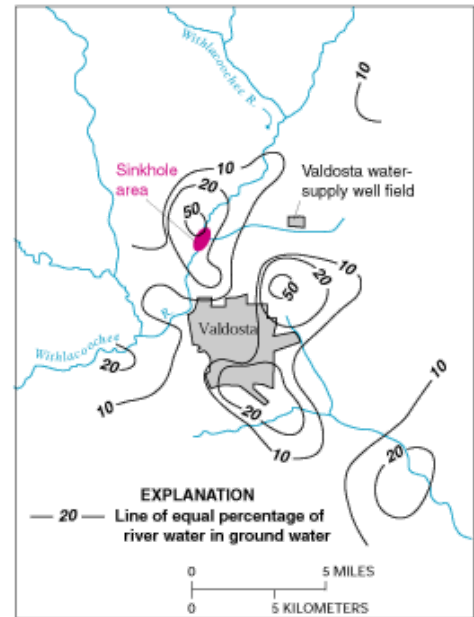 Withlacoochee R.
10
10
20
Sinkhole
area
50
Valdosta water-
supply well field
10
20
50
R.
Valdosta
Withlacoochee
20
10
10
20
10
20
EXPLANATION
— 20 — Line of equal percentage of
river water in ground water
0 5 MILES
0 5 KILOMETERS